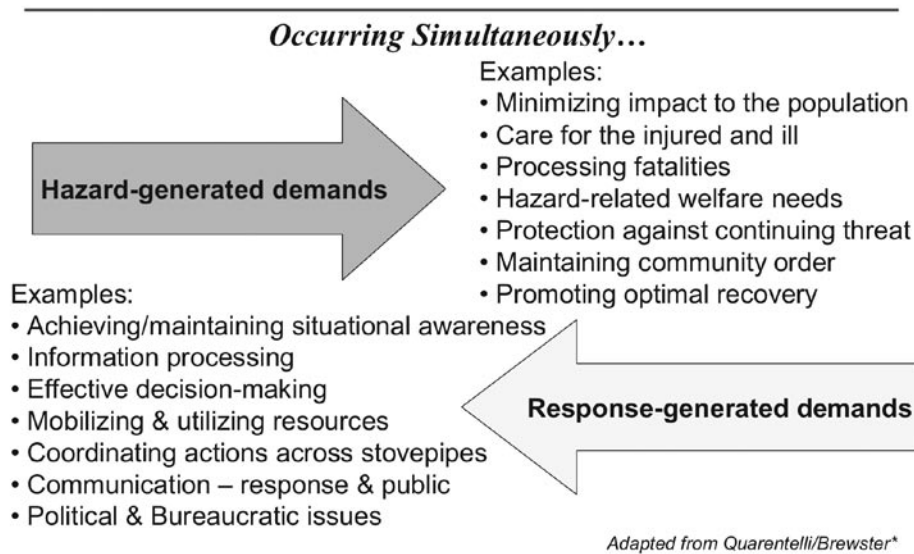 Occurring Simultaneously...
Hazard-generated demands
Examples:
• Minimizing impact to the population
• Care for the injured and ill
• Processing fatalities
• Hazard-related welfare needs
• Protection against continuing threat
• Maintaining community order
• Promoting optimal recovery
Examples:
• Achieving/maintaining situational awareness
• Information processing
• Effective decision-making
• Mobilizing & utilizing resources
• Coordinating actions across stovepipes
• Communication – response & public
• Political & Bureaucratic issues
Response-generated demands
Adapted from Quarentelli/Brewster*